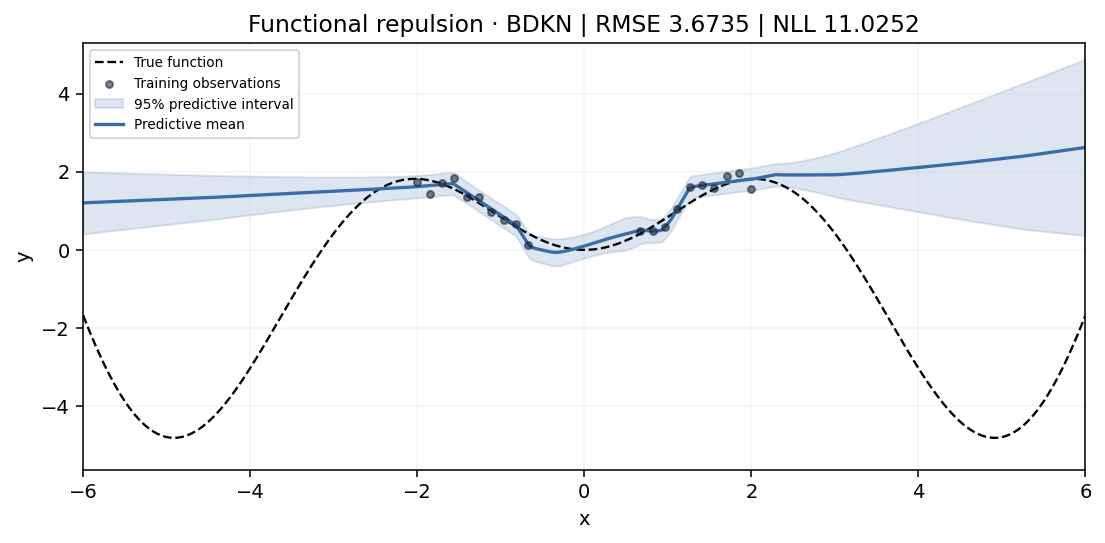 Functional repulsion · BDKN | RMSE 3.6735 | NLL 11.0252
True function
Training observations
95% predictive interval
Predictive mean
y
4
2
0
−2
−4
−6
−4
−2
0
2
4
6
x